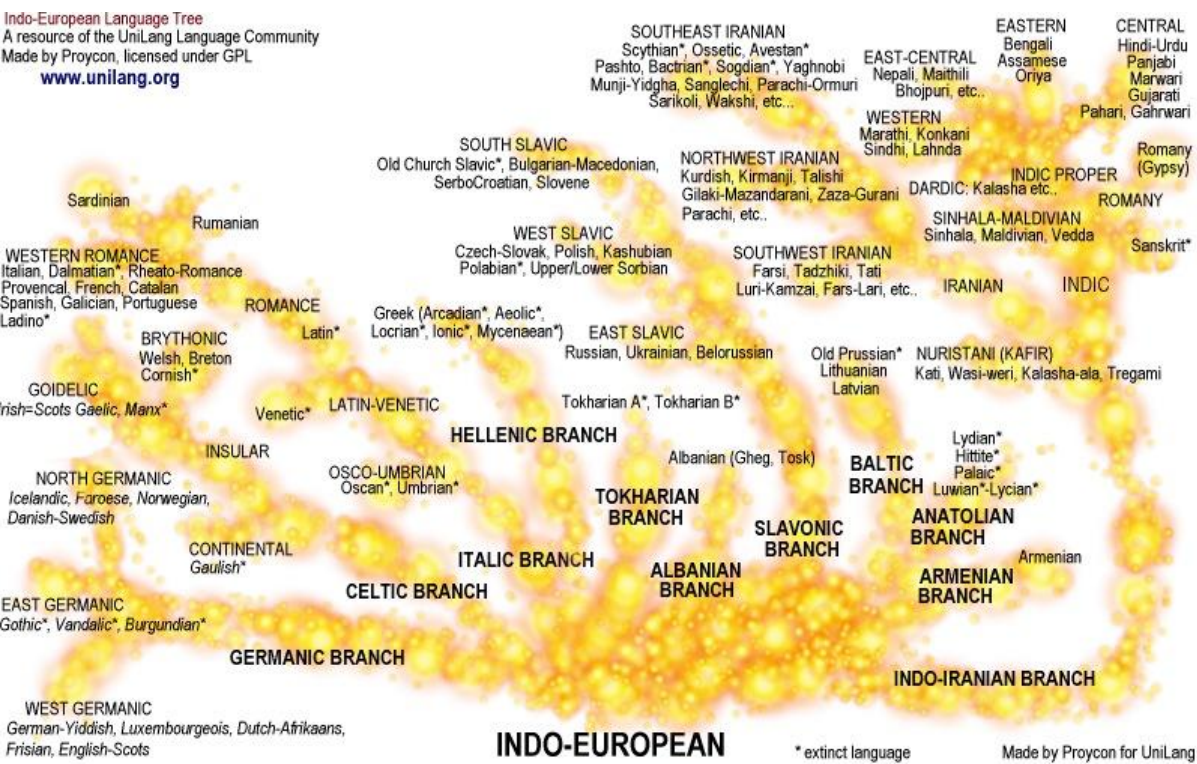 Indo-European Language Tree
A resource of the UniLang Language Community
Made by Proycon, licensed under GPL
www.unilang.org
SOUTHEAST IRANIAN
Scythian*, Ossetic, Avestan*
Pashto, Bactrian*, Sogdian*, Yaghnobi
Munji-Yidgha, Sanglechi, Parachi-Ormuri
Sarikoli, Wakshi, etc...
EAST-CENTRAL
Nepali, Maithili
Bhojpuri, etc..
EASTERN
Bengali
Assamese
Oriya
CENTRAL
Hindi-Urdu
Panjabi
Marwari
Gujarati
Pahari, Gahrwari
WESTERN
Marathi, Konkani
Sindhi, Lahnda
Romany
(Gypsy)
SOUTH SLAVIC
Old Church Slavic*, Bulgarian-Macedonian,
SerboCroatian, Slovene
NORTHWEST IRANIAN
Kurdish, Kirmanji, Talishi
Gilaki-Mazandarani, Zaza-Gurani
Parachi, etc..
INDIC PROPER
DARDIC: Kalasha etc..
ROMANY
SINHALA-MALDIVIAN
Sinhala, Maldivian, Vedda
Sanskrit*
Sardinian
Rumanian
WEST SLAVIC
Czech-Slovak, Polish, Kashubian
Polabian*, Upper/Lower Sorbian
SOUTHWEST IRANIAN
Farsi, Tadzhiki, Tati
Luri-Kamzai, Fars-Lari, etc..
IRANIAN
INDIC
WESTERN ROMANCE
Italian, Dalmatian*, Rheato-Romance
Provencal, French, Catalan
Spanish, Galician, Portuguese
Ladino*
ROMANCE
Latin*
Greek (Arcadian*, Aeolic*,
Locrian*, Ionic*, Mycenaean*)
EAST SLAVIC
Russian, Ukrainian, Belorussian
Old Prussian*
Lithuanian
Latvian
NURISTANI (KAFIR)
Kati, Wasi-weri, Kalasha-ala, Tregami
BRYTHONIC
Welsh, Breton
Cornish*
GOIDELIC
Irish=Scots Gaelic, Manx*
Venetic*
LATIN-VENETIC
Tokharian A*, Tokharian B*
HELLENIC BRANCH
INSULAR
Albanian (Gheg, Tosk)
BALTIC
BRANCH
Lydian*
Hittite*
Palaic*
Luwian*-Lycian*
NORTH GERMANIC
Icelandic, Faroese, Norwegian,
Danish-Swedish
OSCO-UMBRIAN
Oscan*, Umbrian*
TOKHARIAN
BRANCH
SLAVONIC
BRANCH
ANATOLIAN
BRANCH
CONTINENTAL
Gaulish*
ITALIC BRANCH
CELTIC BRANCH
ALBANIAN
BRANCH
Armenian
ARMENIAN
BRANCH
EAST GERMANIC
Gothic*, Vandalic*, Burgundian*
GERMANIC BRANCH
INDO-IRANIAN BRANCH
WEST GERMANIC
German-Yiddish, Luxembourgeois, Dutch-Afrikaans,
Frisian, English-Scots
INDO-EUROPEAN
* extinct language
Made by Proycon for UniLang